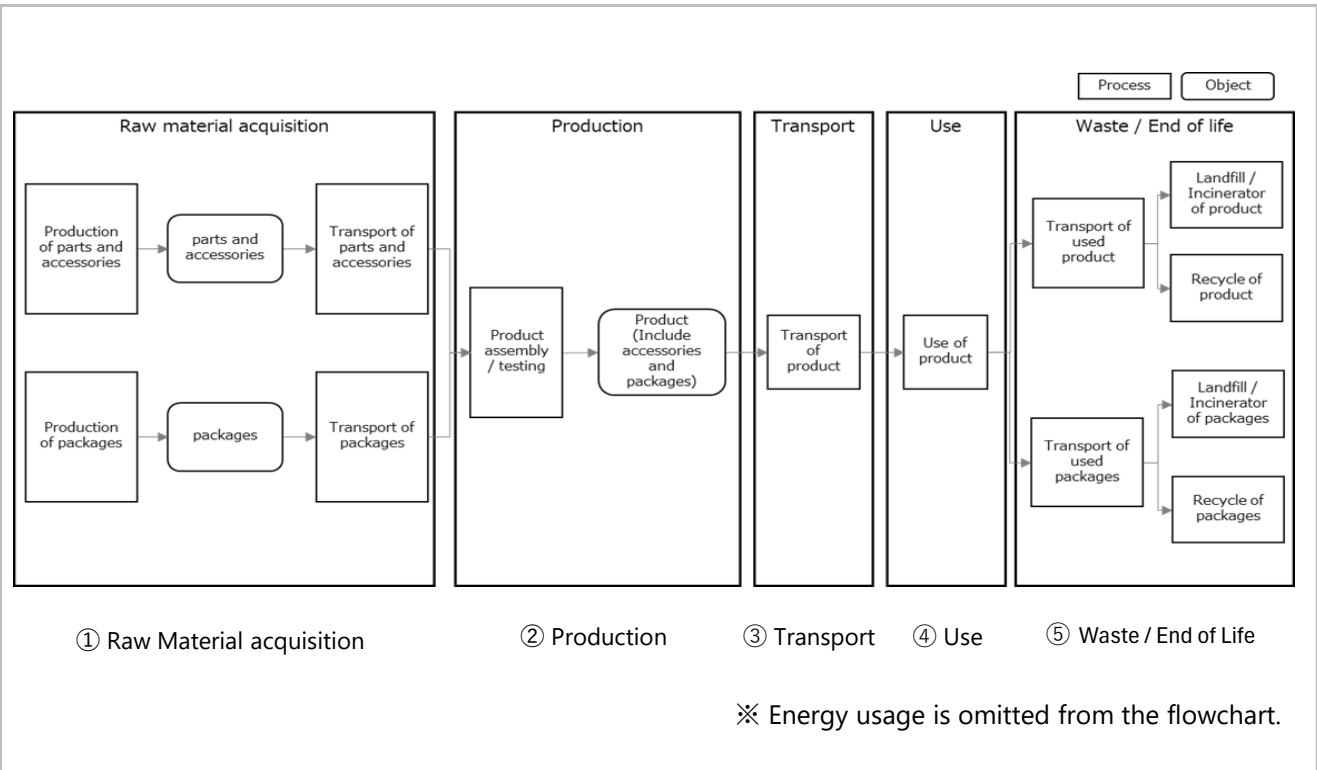 Process
Object
Raw material acquisition
Production
of parts and
accessories
parts and
accessories
Transport of
parts and
accessories
Production
of packages
packages
Transport of
packages
Production
Product
assembly
/ testing
Product
(Include
accessories
and
packages)
Transport
Transport
of
product
Use
Use of
product
Waste / End of life
Transport of
used
product
Landfill /
Incinerator
of product
Recycle of
product
Transport of
used
packages
Landfill /
Incinerator
of packages
Recycle of
packages
① Raw Material acquisition
② Production
③ Transport
④ Use
⑤ Waste / End of Life
※ Energy usage is omitted from the flowchart.